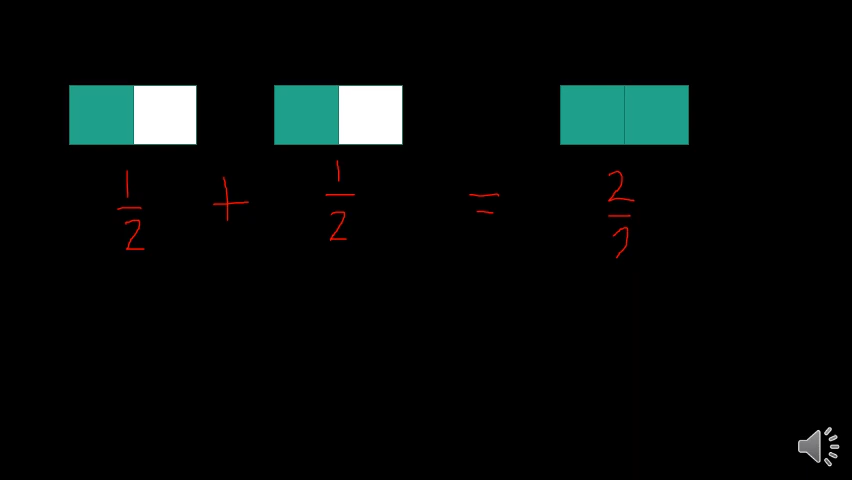 1/2 + 1/2 = 2/2